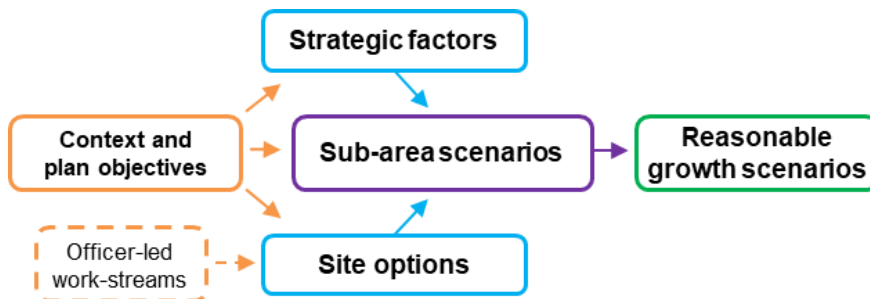 Strategic factors
Context and
plan objectives
Sub-area scenarios
Reasonable
growth scenarios
Officer-led
work-streams
Site options